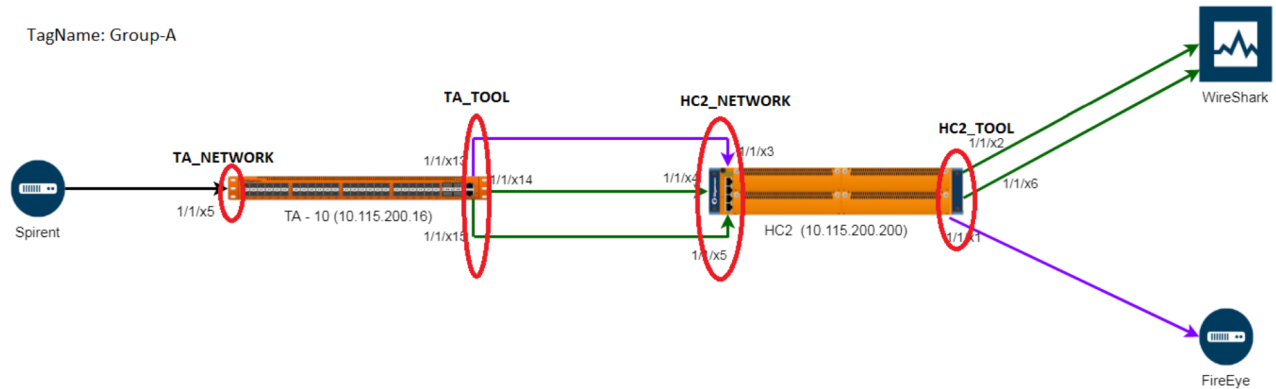 TagName: Group-A
WireShark
TA_TOOL
HC2_NETWORK
HC2_TOOL
1/1/x2
TA_NETWORK
1/1/x13
1/1/x3
1/1/x14
1/1/x4
1/1/x6
1/1/x5
TA - 10 (10.115.200.16)
Spirent
HC2 (10.115.200.200)
1/1/x15
1/1/x1
1/1/x5
FireEye